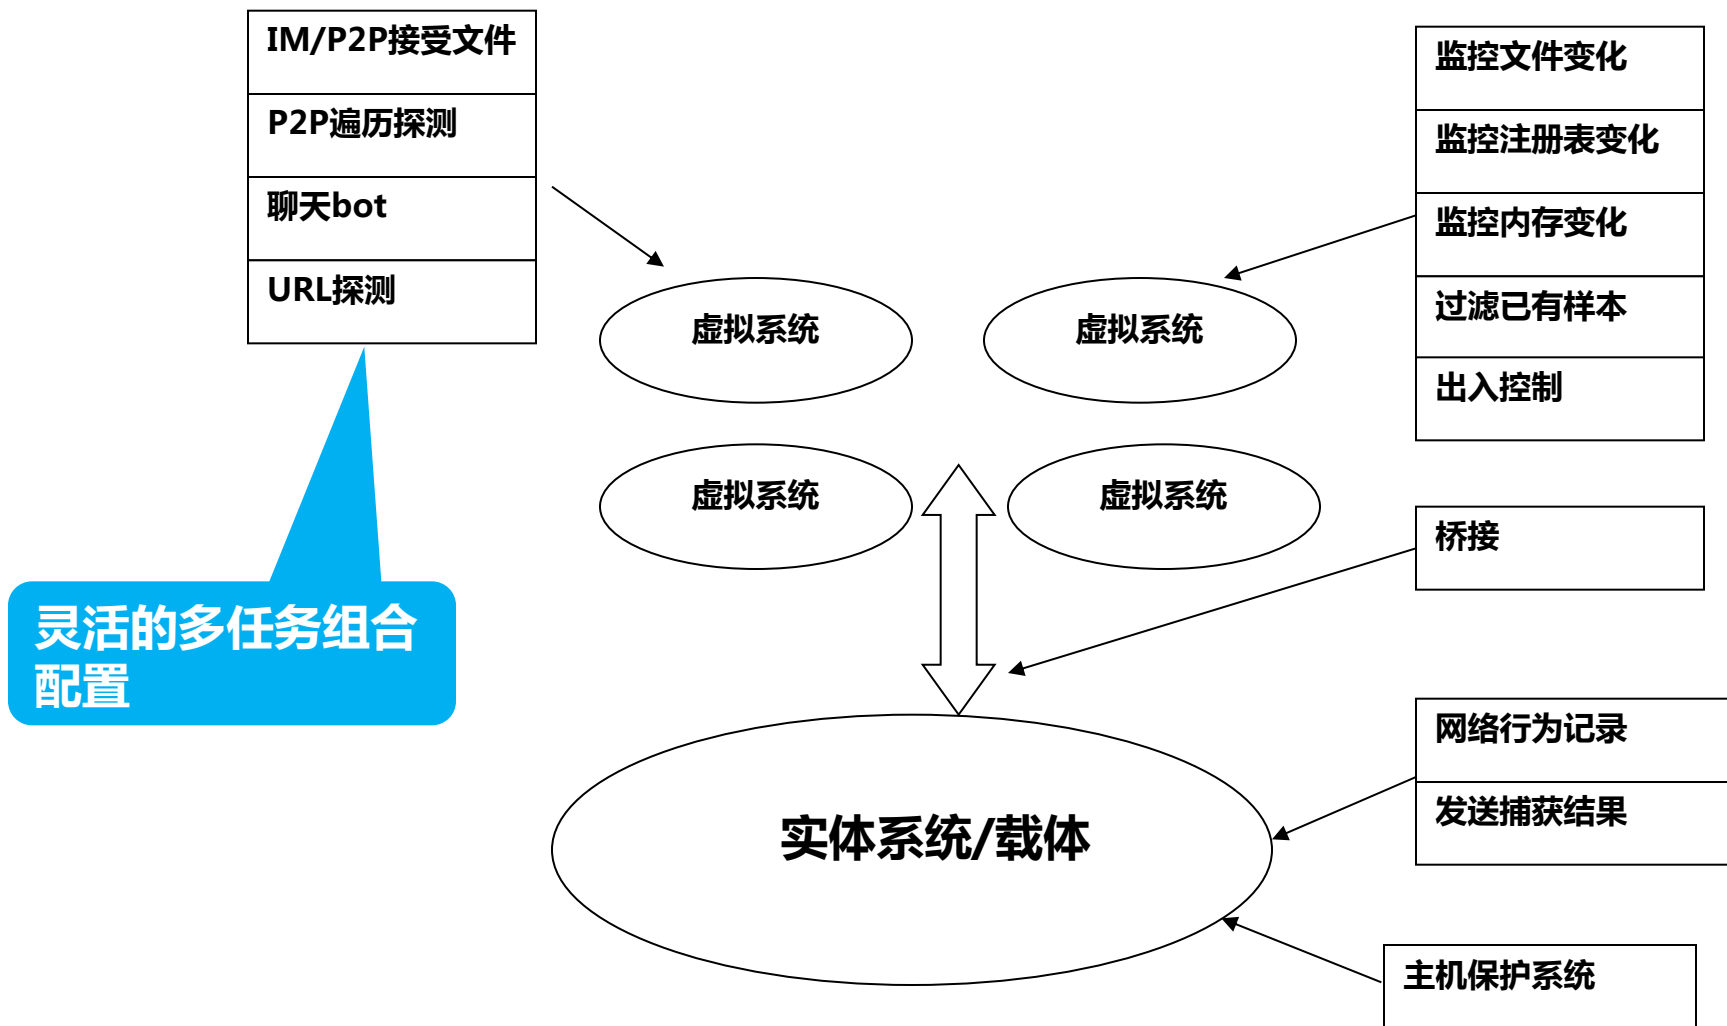 IM/P2P接受文件
P2P遍历探测
聊天bot
URL探测
灵活的多任务组合
配置
虚拟系统
虚拟系统
虚拟系统
虚拟系统
实体系统/载体
监控文件变化
监控注册表变化
监控内存变化
过滤已有样本
出入控制
桥接
网络行为记录
发送捕获结果
主机保护系统